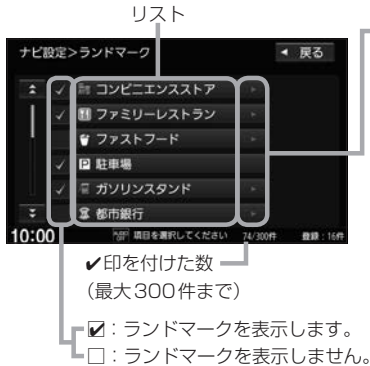 リスト
ナビ設定＞ランドマーク
◀ 戻る
✓ コンビニエンスストア
✓ ファミリーレストラン
ファストフード
✓ P 駐車場
✓ ガソリンスタンド
都市銀行
10:00 項目を選択してください 74/300件 登録：16件
✔印を付けた数
（最大300件まで）
☑：ランドマークを表示します。
□：ランドマークを表示しません。